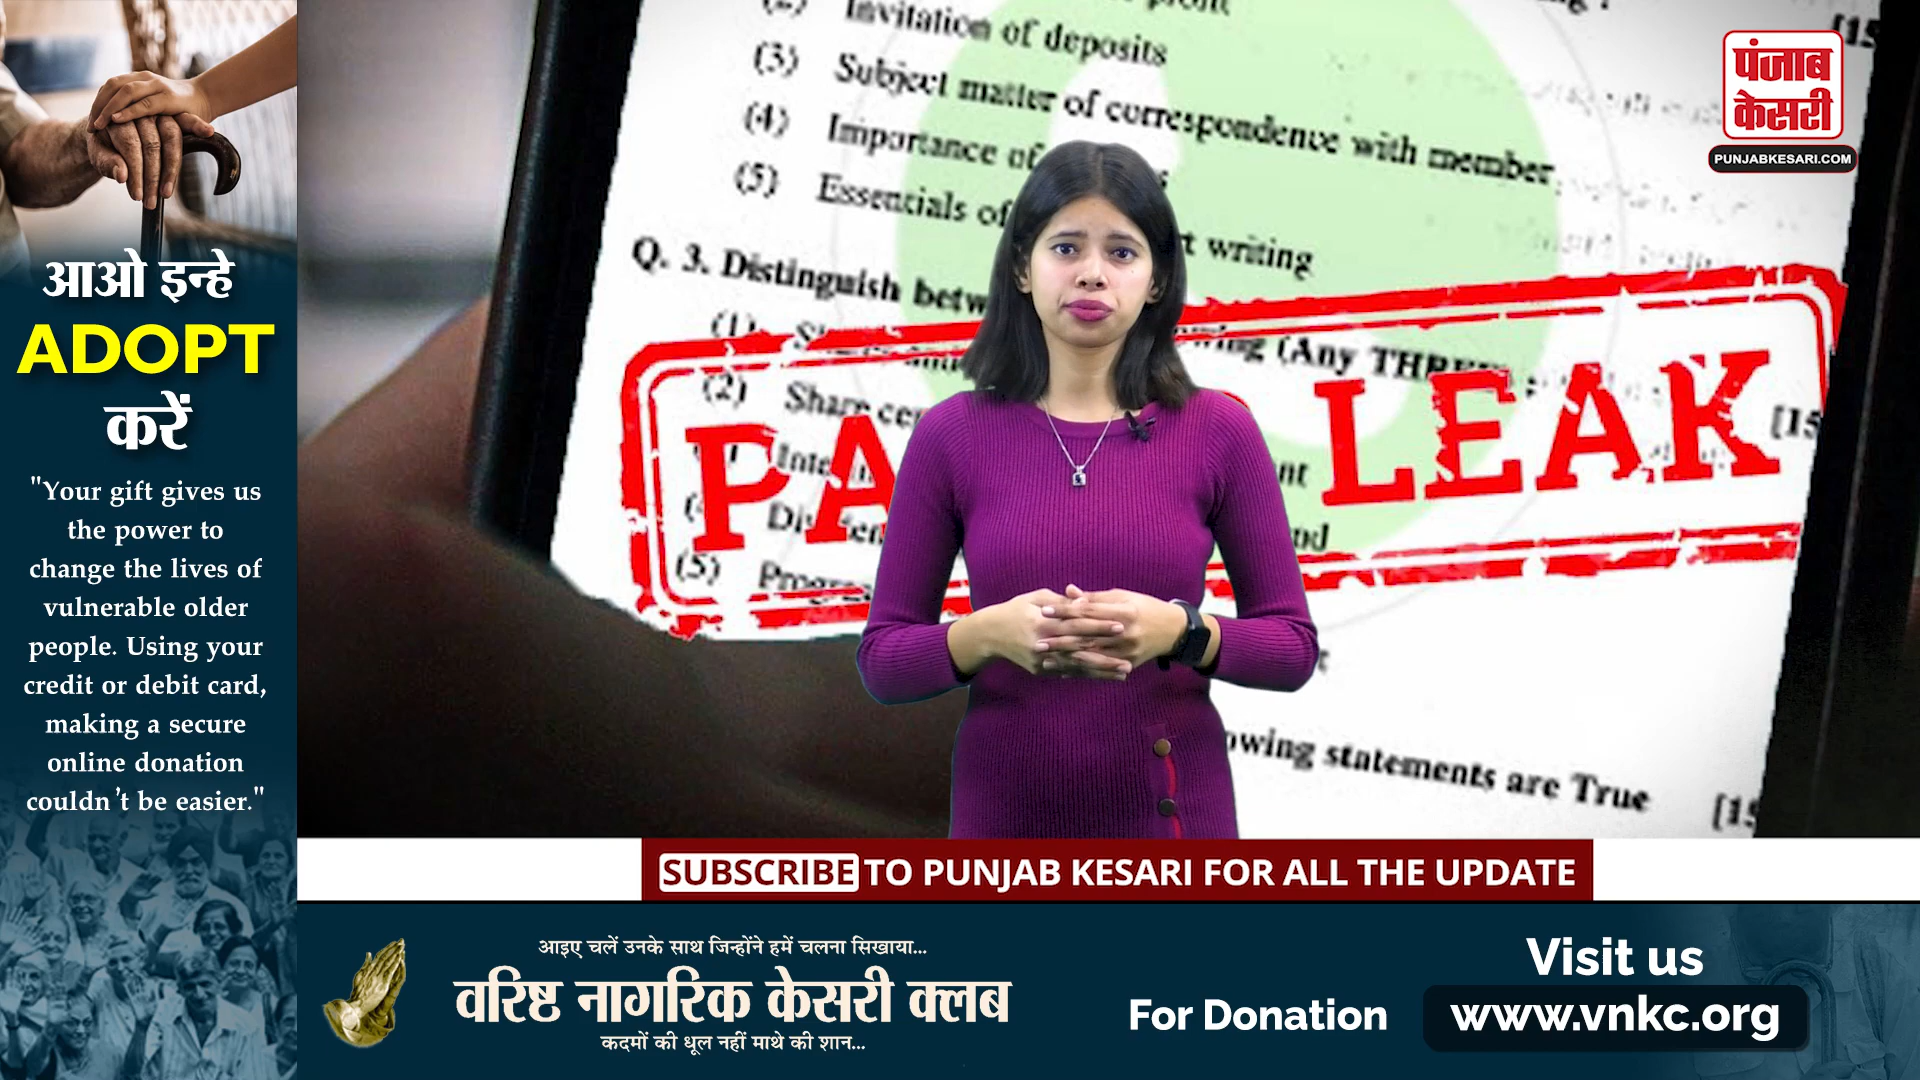 आओ इन्हे
ADOPT
करें
"Your gift gives us
the power to
change the lives of
vulnerable older
people. Using your
credit or debit card,
making a secure
online donation
couldn't be easier."
Invitation of deposits
(3) Subject matter of correspondence with member
(4) Importance of
(5) Essentials of
writing
Q. 3. Distinguish
(Any
(2) Share
[15
LEAK
(5)
owing statements are True
पंजाब
केसरी
PUNJABKESARI.COM
SUBSCRIBE TO PUNJAB KESARI FOR ALL THE UPDATE
आइए चलें उनके साथ जिन्होंने हमें चलना सिखाया...
वरिष्ट नागरिक केसरी क्लब
कदमों की धूल नहीं माथे की शान...
For Donation
Visit us
www.vnkc.org